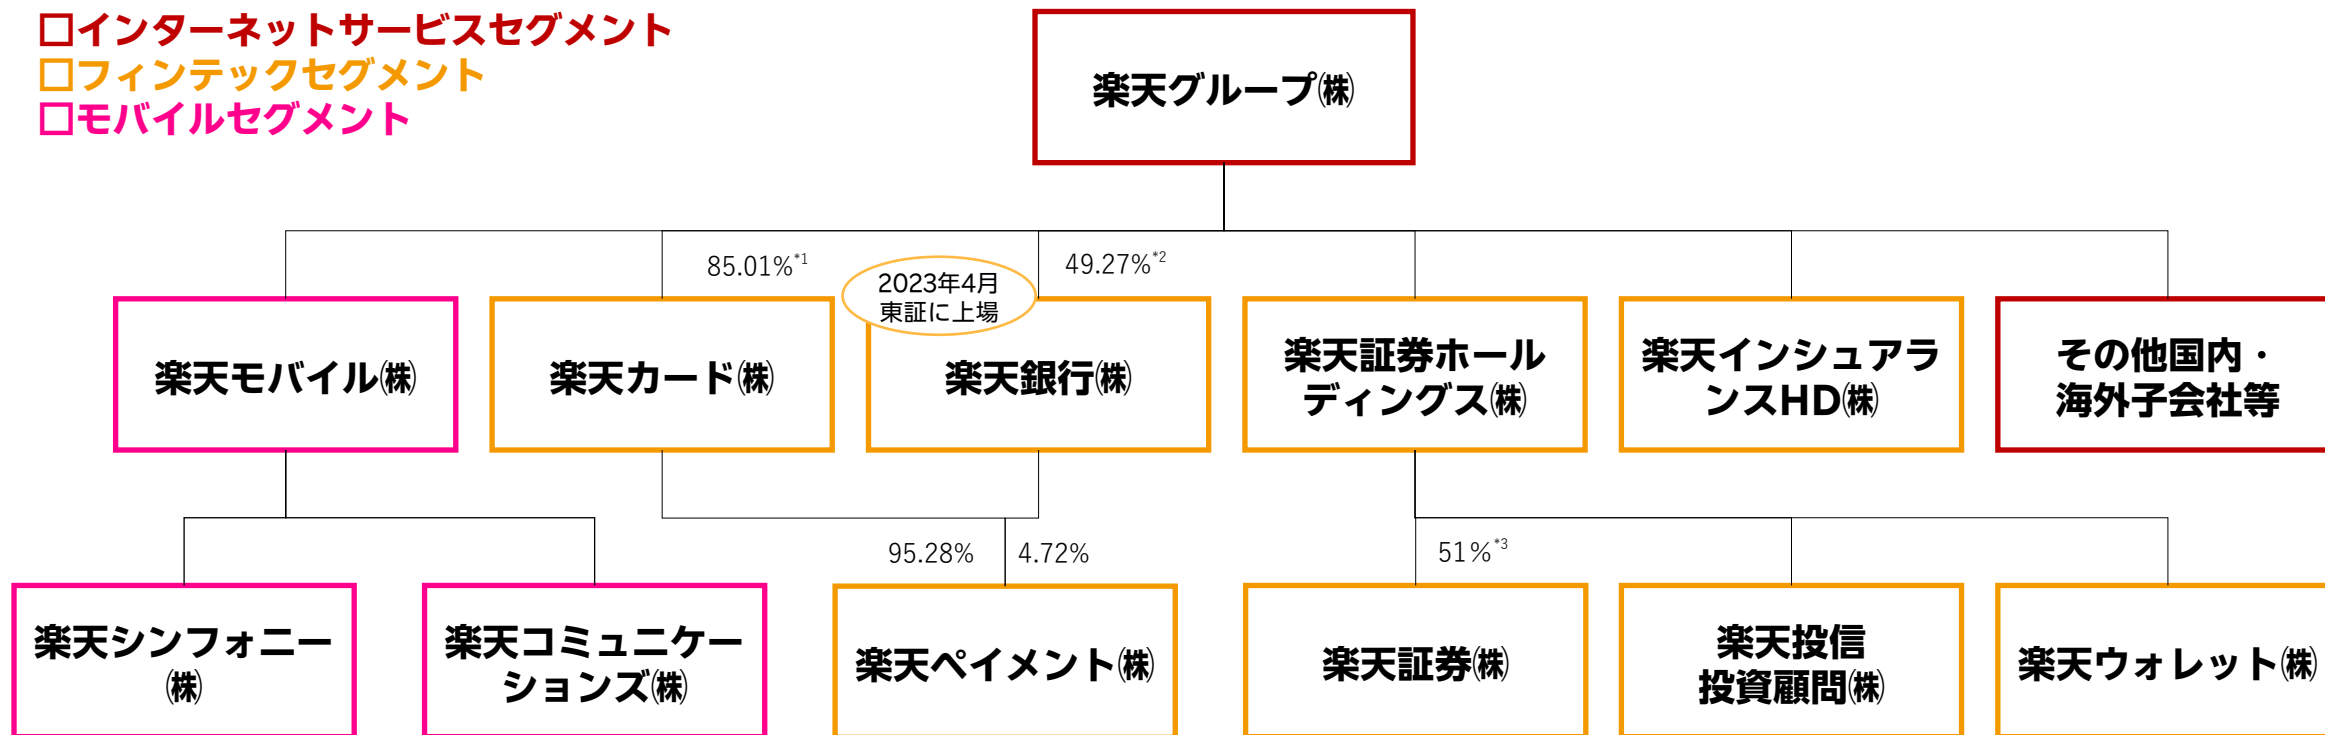 □インターネットサービスセグメント
□フィンテックセグメント
□モバイルセグメント
楽天グループ㈱
85.01%*1
2023年4月
東証に上場
49.27%*2
楽天モバイル㈱
楽天カード㈱
楽天銀行㈱
楽天証券ホール
ディングス㈱
楽天インシュアラ
ンスHD㈱
その他国内・
海外子会社等
95.28%
4.72%
51%*3
楽天シンフォニー
㈱
楽天コミュニケー
ションズ㈱
楽天ペイメント㈱
楽天証券㈱
楽天投信
投資顧問㈱
楽天ウォレット㈱